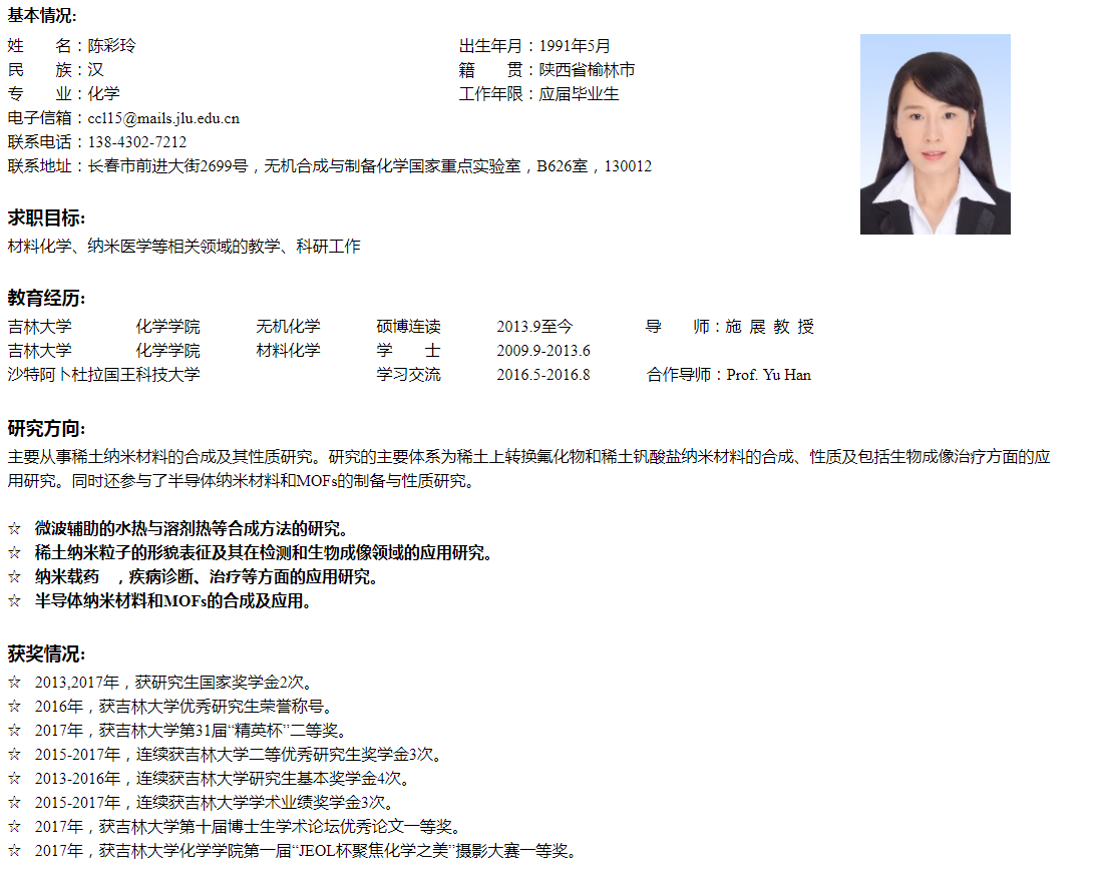 基本情况:
姓　　名：陈彩玲　出生年月：1991年5月
民　　族：汉　籍　　贯：陕西省榆林市
专　　业：化学　工作年限：应届毕业生
电子信箱：ccl15@mails.jlu.edu.cn
联系电话：138-4302-7212
联系地址：长春市前进大街2699号，无机合成与制备化学国家重点实验室，B626室，130012
求职目标:
材料化学、纳米医学等相关领域的教学、科研工作
教育经历:
吉林大学　化学学院　无机化学　硕博连读　2013.9至今　导　　师：施 展 教 授
吉林大学　化学学院　材料化学　学　　士　2009.9-2013.6
沙特阿卜杜拉国王科技大学　学习交流　2016.5-2016.8　合作导师：Prof. Yu Han
研究方向:
主要从事稀土纳米材料的合成及其性质研究。研究的主要体系为稀土上转换氟化物和稀土钒酸盐纳米材料的合成、性质及包括生物成像治疗方面的应
用研究。同时还参与了半导体纳米材料和MOFs的制备与性质研究。
☆ 微波辅助的水热与溶剂热等合成方法的研究。
☆ 稀土纳米粒子的形貌表征及其在检测和生物成像领域的应用研究。
☆ 纳米载药　，疾病诊断、治疗等方面的应用研究。
☆ 半导体纳米材料和MOFs的合成及应用。
获奖情况:
☆ 2013,2017年，获研究生国家奖学金2次。
☆ 2016年，获吉林大学优秀研究生荣誉称号。
☆ 2017年，获吉林大学第31届“精英杯”二等奖。
☆ 2015-2017年，连续获吉林大学二等优秀研究生奖学金3次。
☆ 2013-2016年，连续获吉林大学研究生基本奖学金4次。
☆ 2015-2017年，连续获吉林大学学术业绩奖学金3次。
☆ 2017年，获吉林大学第十届博士生学术论坛优秀论文一等奖。
☆ 2017年，获吉林大学化学学院第一届“JEOL杯聚焦化学之美”摄影大赛一等奖。